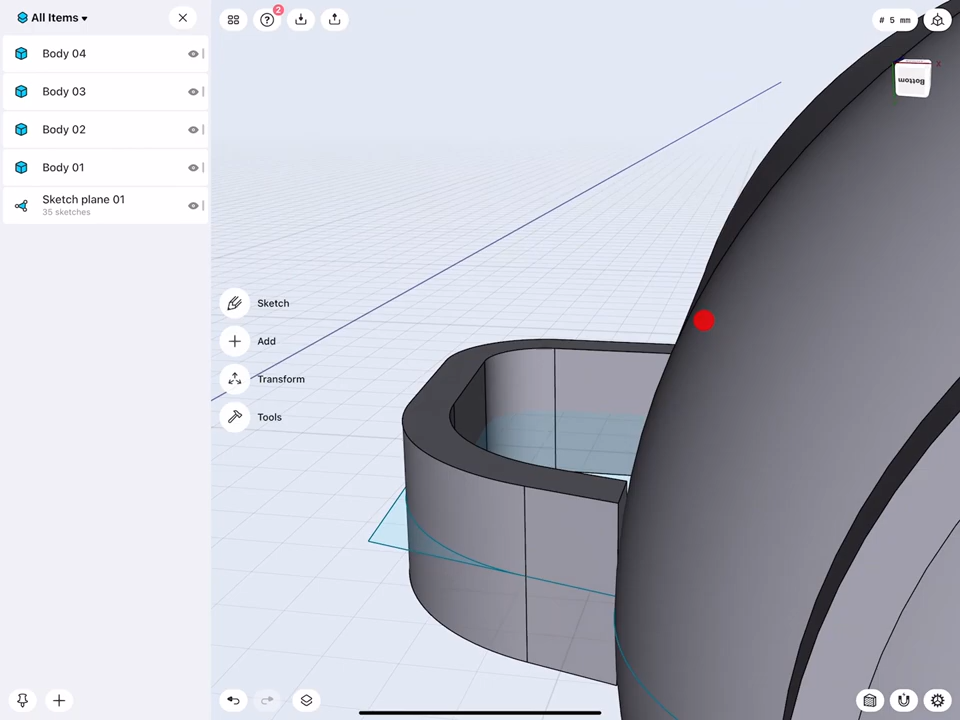 All Items ▾
2
# 5 mm
Body 04
Bottom
X
Body 03
Body 02
Body 01
Sketch plane 01
35 sketches
Sketch
Add
Transform
Tools